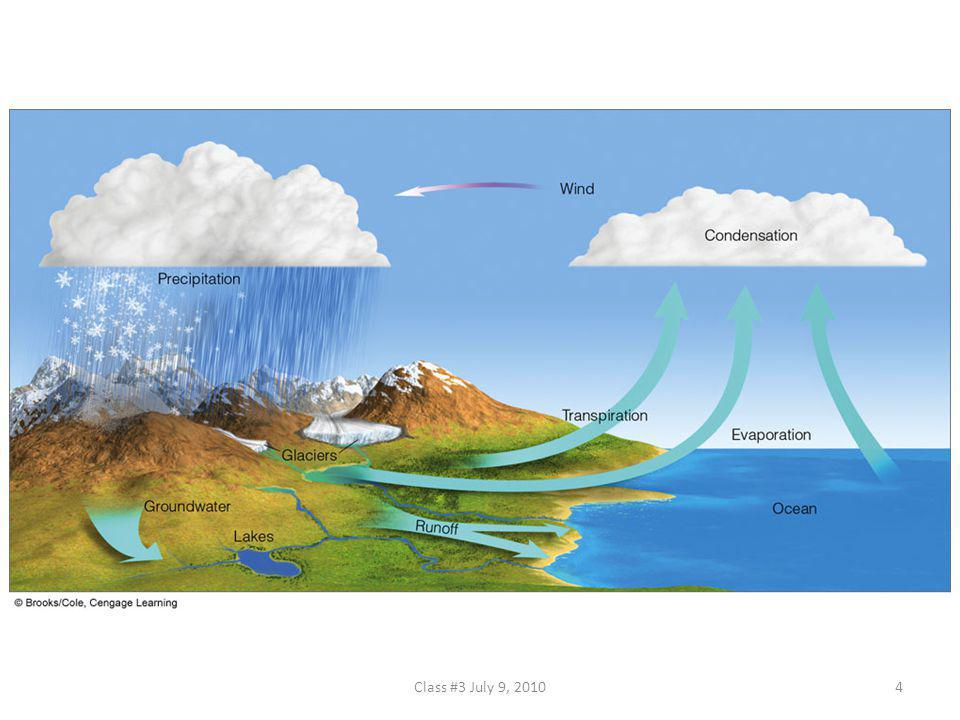 Wind
Condensation
Precipitation
Transpiration
Evaporation
Glaciers
Groundwater
Ocean
Runoff
Lakes
© Brooks/Cole, Cengage Learning
Class #3 July 9, 2010
4